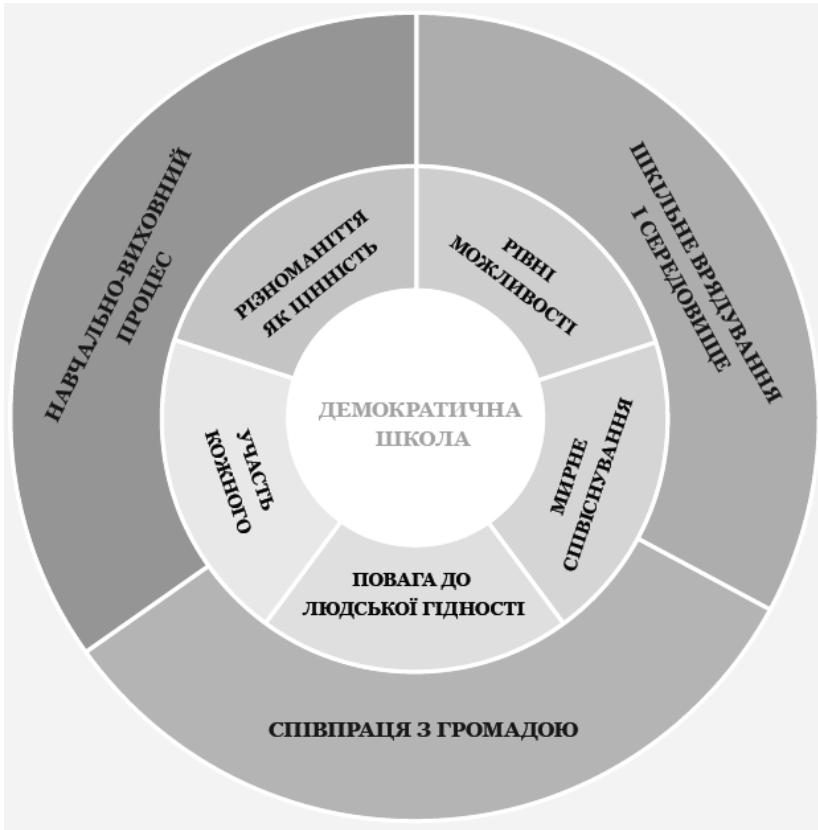 НАВЧАЛЬНО-ВИХОВНИЙ
ПРОЦЕС
ШКІЛЬНЕ ВРЯДУВАННЯ
І СЕРЕДОВИЩЕ
РІЗНОМАНІТТЯ
ЯК ЦІННІСТЬ
РІВНІ
МОЖЛИВОСТІ
ДЕМОКРАТИЧНА
ШКОЛА
УЧАСТЬ
КОЖНОГО
МИРНЕ
СПІВІСНУВАННЯ
ПОВАГА ДО
ЛЮДСЬКОЇ ГІДНОСТІ
СПІВПРАЦЯ З ГРОМАДОЮ